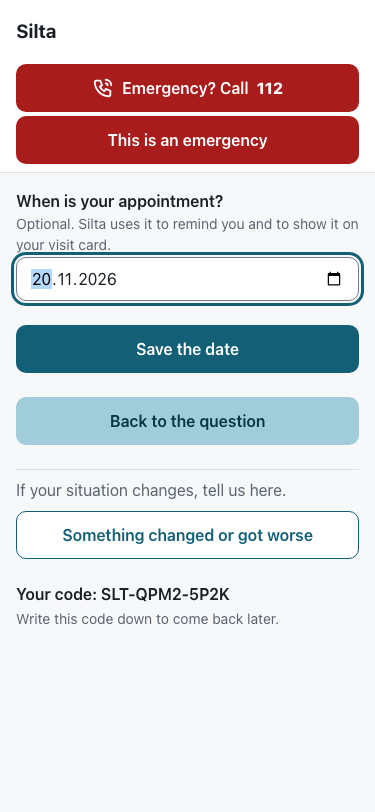 Silta
Emergency? Call 112
This is an emergency
When is your appointment?
Optional. Silta uses it to remind you and to show it on
your visit card.
20.11.2026
Save the date
Back to the question
If your situation changes, tell us here.
Something changed or got worse
Your code: SLT-QPM2-5P2K
Write this code down to come back later.